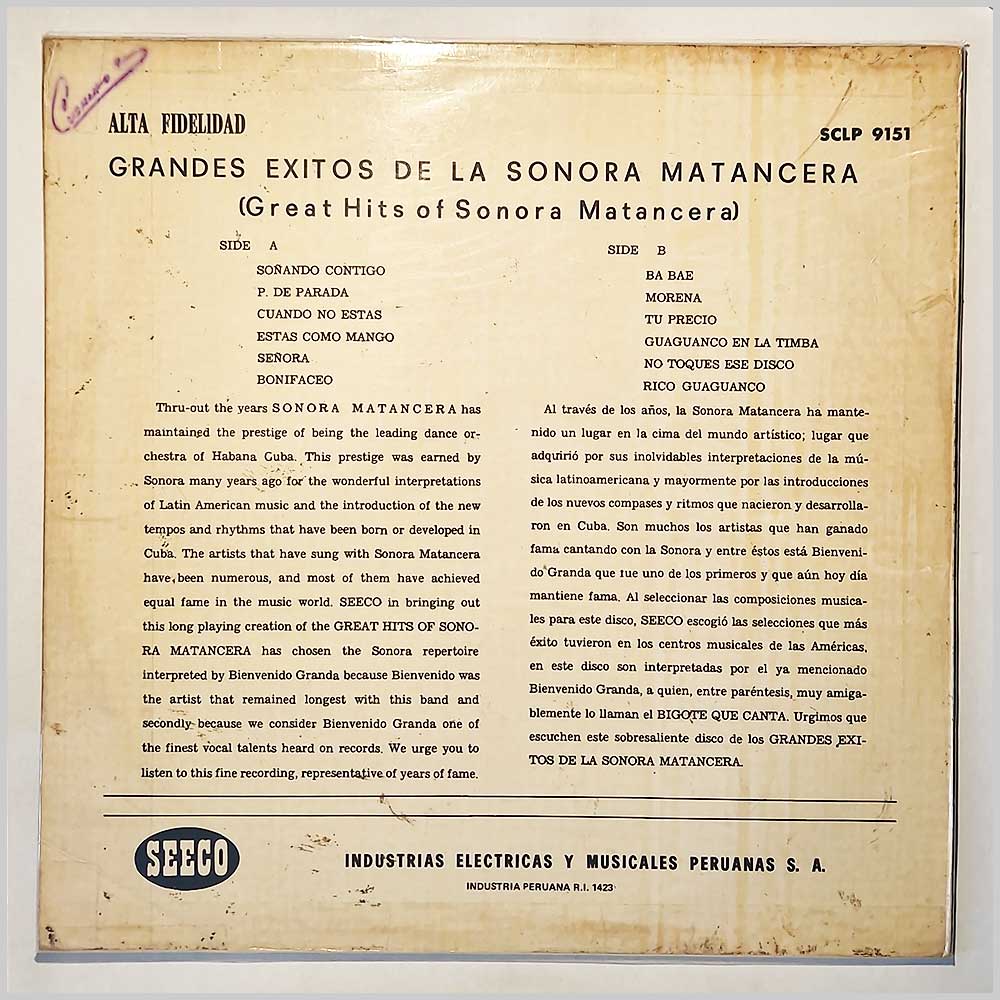 ALTA FIDELIDAD
SCLP 9151
GRANDES EXITOS DE LA SONORA MATANCERA
(Great Hits of Sonora Matancera)
SIDE A
SOÑANDO CONTIGO
P. DE PARADA
CUANDO NO ESTAS
ESTAS COMO MANGO
SEÑORA
BONIFACEO
SIDE B
BA BAE
MORENA
TU PRECIO
GUAGUANCO EN LA TIMBA
NO TOQUES ESE DISCO
RICO GUAGUANCO
Thru-out the years SONORA MATANCERA has
maintained the prestige of being the leading dance or-
chestra of Habana Cuba. This prestige was earned by
Sonora many years ago for the wonderful interpretations
of Latin American music and the introduction of the new
tempos and rhythms that have been born or developed in
Cuba. The artists that have sung with Sonora Matancera
have been numerous, and most of them have achieved
equal fame in the music world. SEECO in bringing out
this long playing creation of the GREAT HITS OF SONO-
RA MATANCERA has chosen the Sonora repertoire
interpreted by Bienvenido Granda because Bienvenido was
the artist that remained longest with this band and
secondly because we consider Bienvenido Granda one of
the finest vocal talents heard on records. We urge you to
listen to this fine recording, representative of years of fame.
Al través de los años, la Sonora Matancera ha mante-
nido un lugar en la cima del mundo artístico; lugar que
adquirió por sus inolvidables interpretaciones de la mú-
sica latinoamericana y mayormente por las introducciones
de los nuevos compases y ritmos que nacieron y desarrolla-
ron en Cuba. Son muchos los artistas que han ganado
fama cantando con la Sonora y entre éstos está Bienveni-
do Granda que fue uno de los primeros y que aún hoy día
mantiene fama. Al seleccionar las composiciones musica-
les para este disco, SEECO escogió las selecciones que más
éxito tuvieron en los centros musicales de las Américas,
en este disco son interpretadas por el ya mencionado
Bienvenido Granda, a quien, entre paréntesis, muy amiga-
blemente lo llaman el BIGOTE QUE CANTA. Urgimos que
escuchen este sobresaliente disco de los GRANDES EXI-
TOS DE LA SONORA MATANCERA.
SEECO
INDUSTRIAS ELECTRICAS Y MUSICALES PERUANAS S. A.
INDUSTRIA PERUANA R.I. 1423